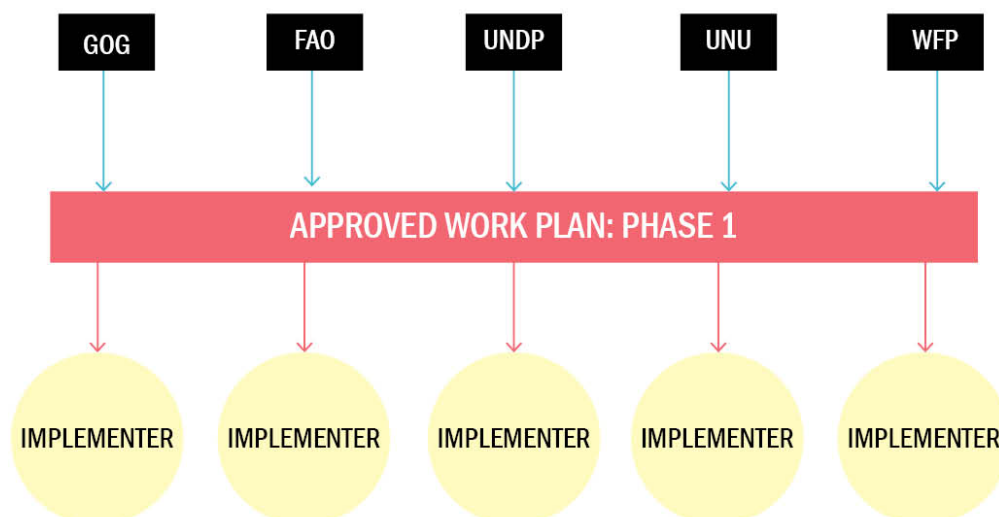 GOG
FAO
UNDP
UNU
WFP
APPROVED WORK PLAN: PHASE 1
IMPLEMENTER
IMPLEMENTER
IMPLEMENTER
IMPLEMENTER
IMPLEMENTER